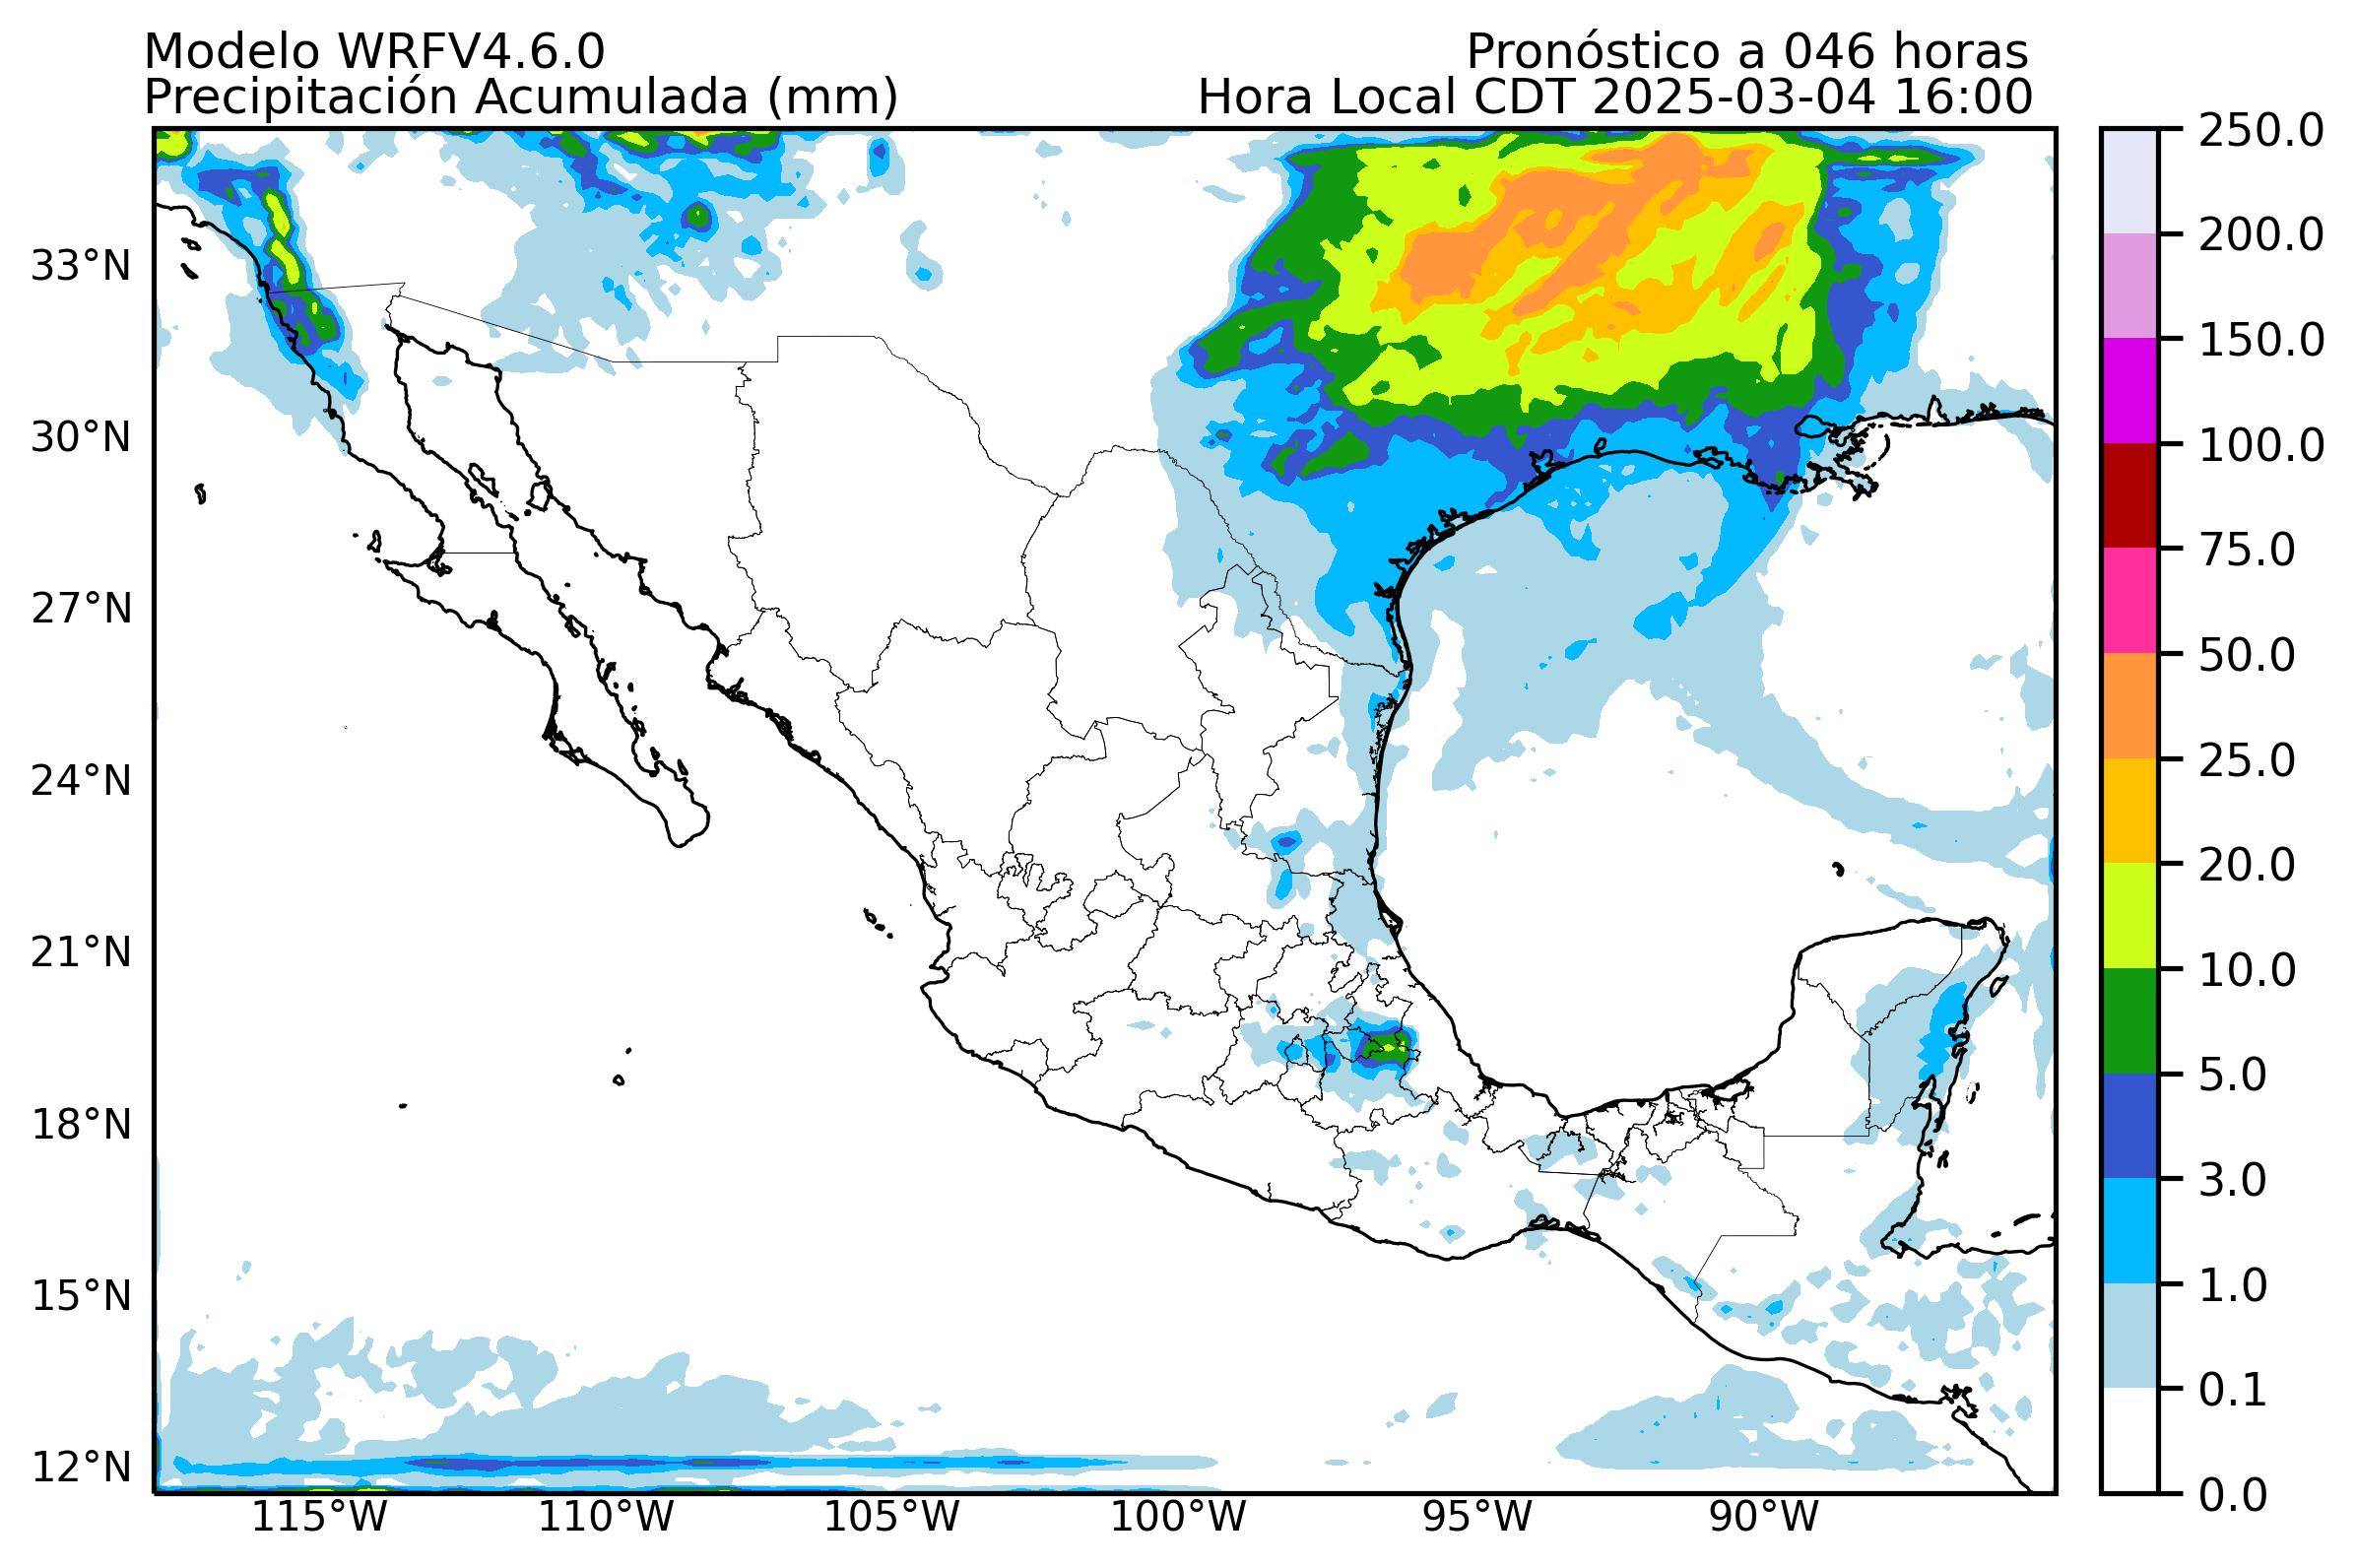 Modelo WRFV4.6.0
Pronóstico a 046 horas
Precipitación Acumulada (mm)
Hora Local CDT 2025-03-04 16:00
33°N
30°N
27°N
24°N
21°N
18°N
15°N
12°N
115°W
110°W
105°W
100°W
95°W
90°W
250.0
200.0
150.0
100.0
75.0
50.0
25.0
20.0
10.0
5.0
3.0
1.0
0.1
0.0